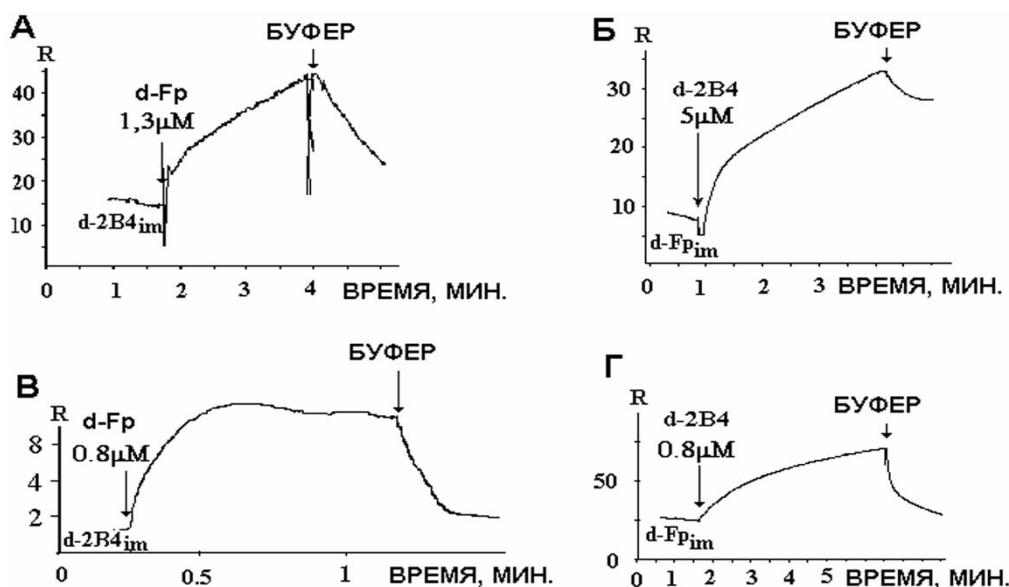 А
R
БУФЕР
d-Fp
1,3μM
40
30
20
10
d-2B4im
0 1 2 3 4 ВРЕМЯ, МИН.
Б
R
БУФЕР
d-2B4
5μM
30
20
10
d-Fpim
0 1 2 3 ВРЕМЯ, МИН.
В
R
БУФЕР
d-Fp
0.8μM
8
4
2
d-2B4im
0 0.5 1 ВРЕМЯ, МИН.
Г
R
БУФЕР
d-2B4
0.8μM
50
d-Fpim
0
0 1 2 3 4 5 ВРЕМЯ, МИН.